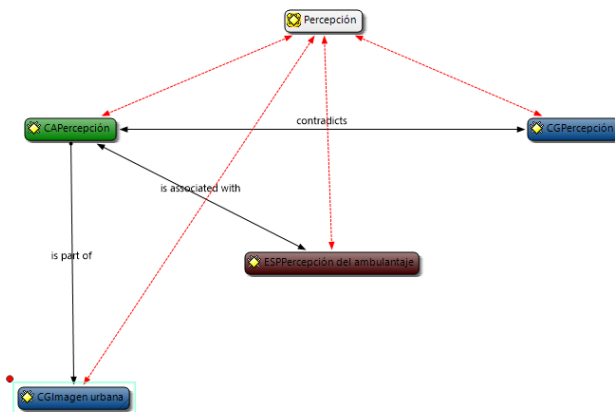 Percepción
CAPercepción
contradicts
CGPercepción
is associated with
is part of
ESPPercepción del ambulantaje
CGImagen urbana